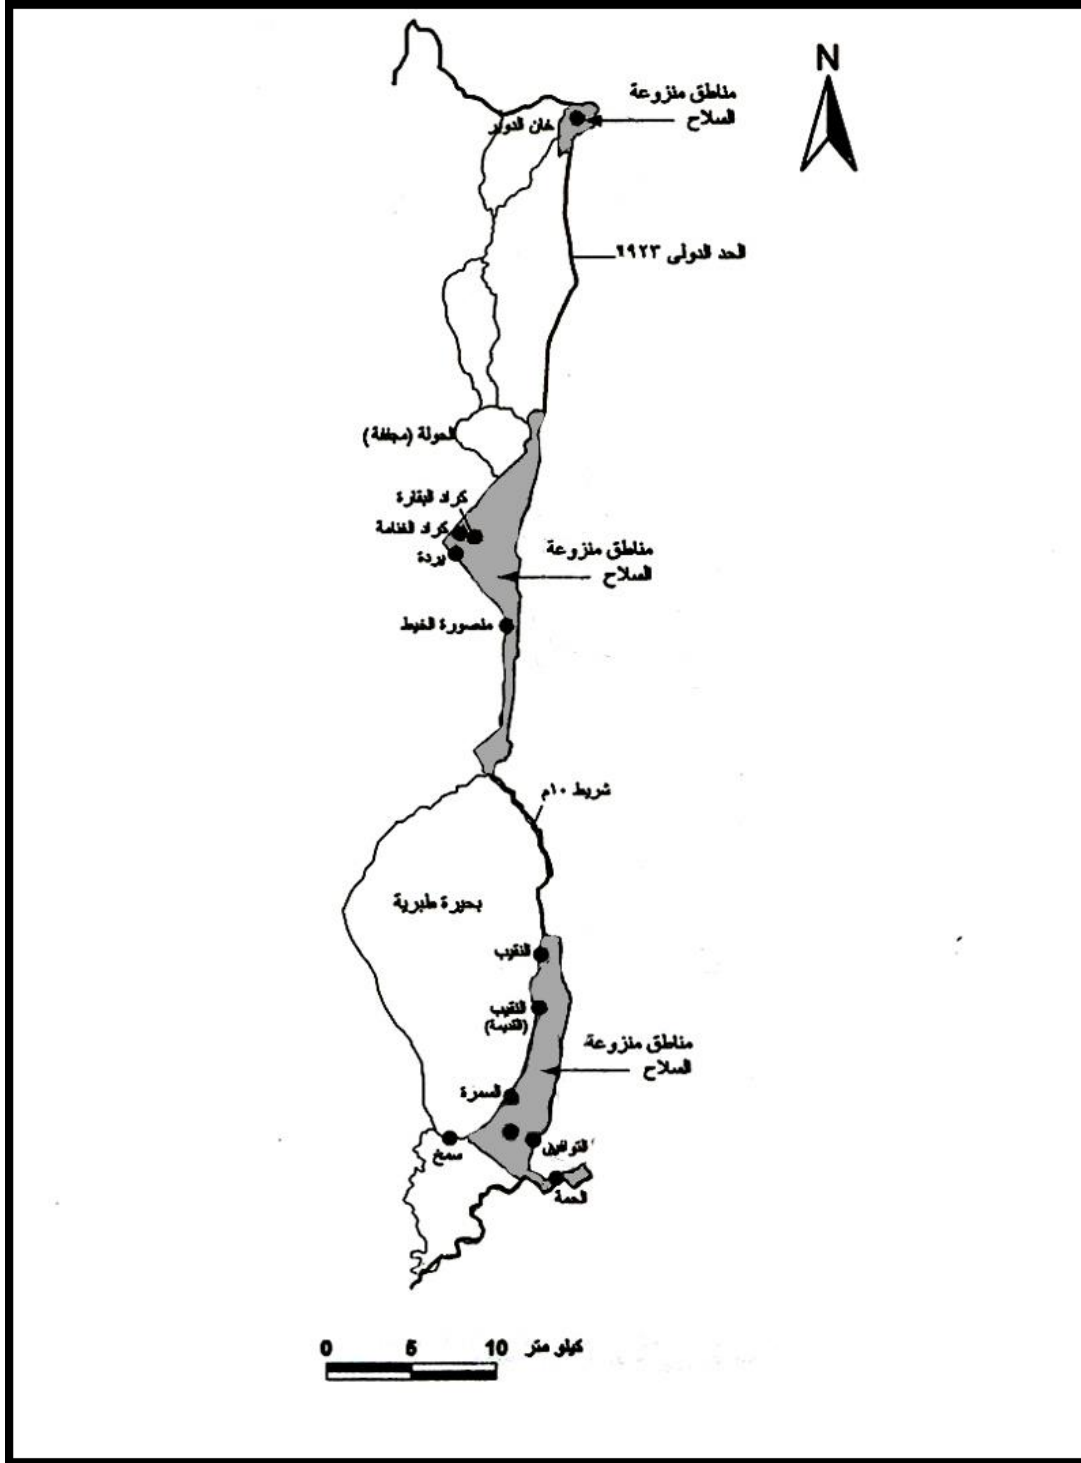 N
مناطق منزوعة
السلاح
خان الدوير
الحد الدولى ١٩٢٣
الحولة (مجففة)
كراد البقارة
كراد الغنامة
يردة
مناطق منزوعة
السلاح
منصورة الخيط
شريط ١٠م
بحيرة طبرية
النقيب
النقيب
(القديمة)
مناطق منزوعة
السلاح
السمرة
سمخ
التوافيق
الحمة
0 5 10 كيلو متر